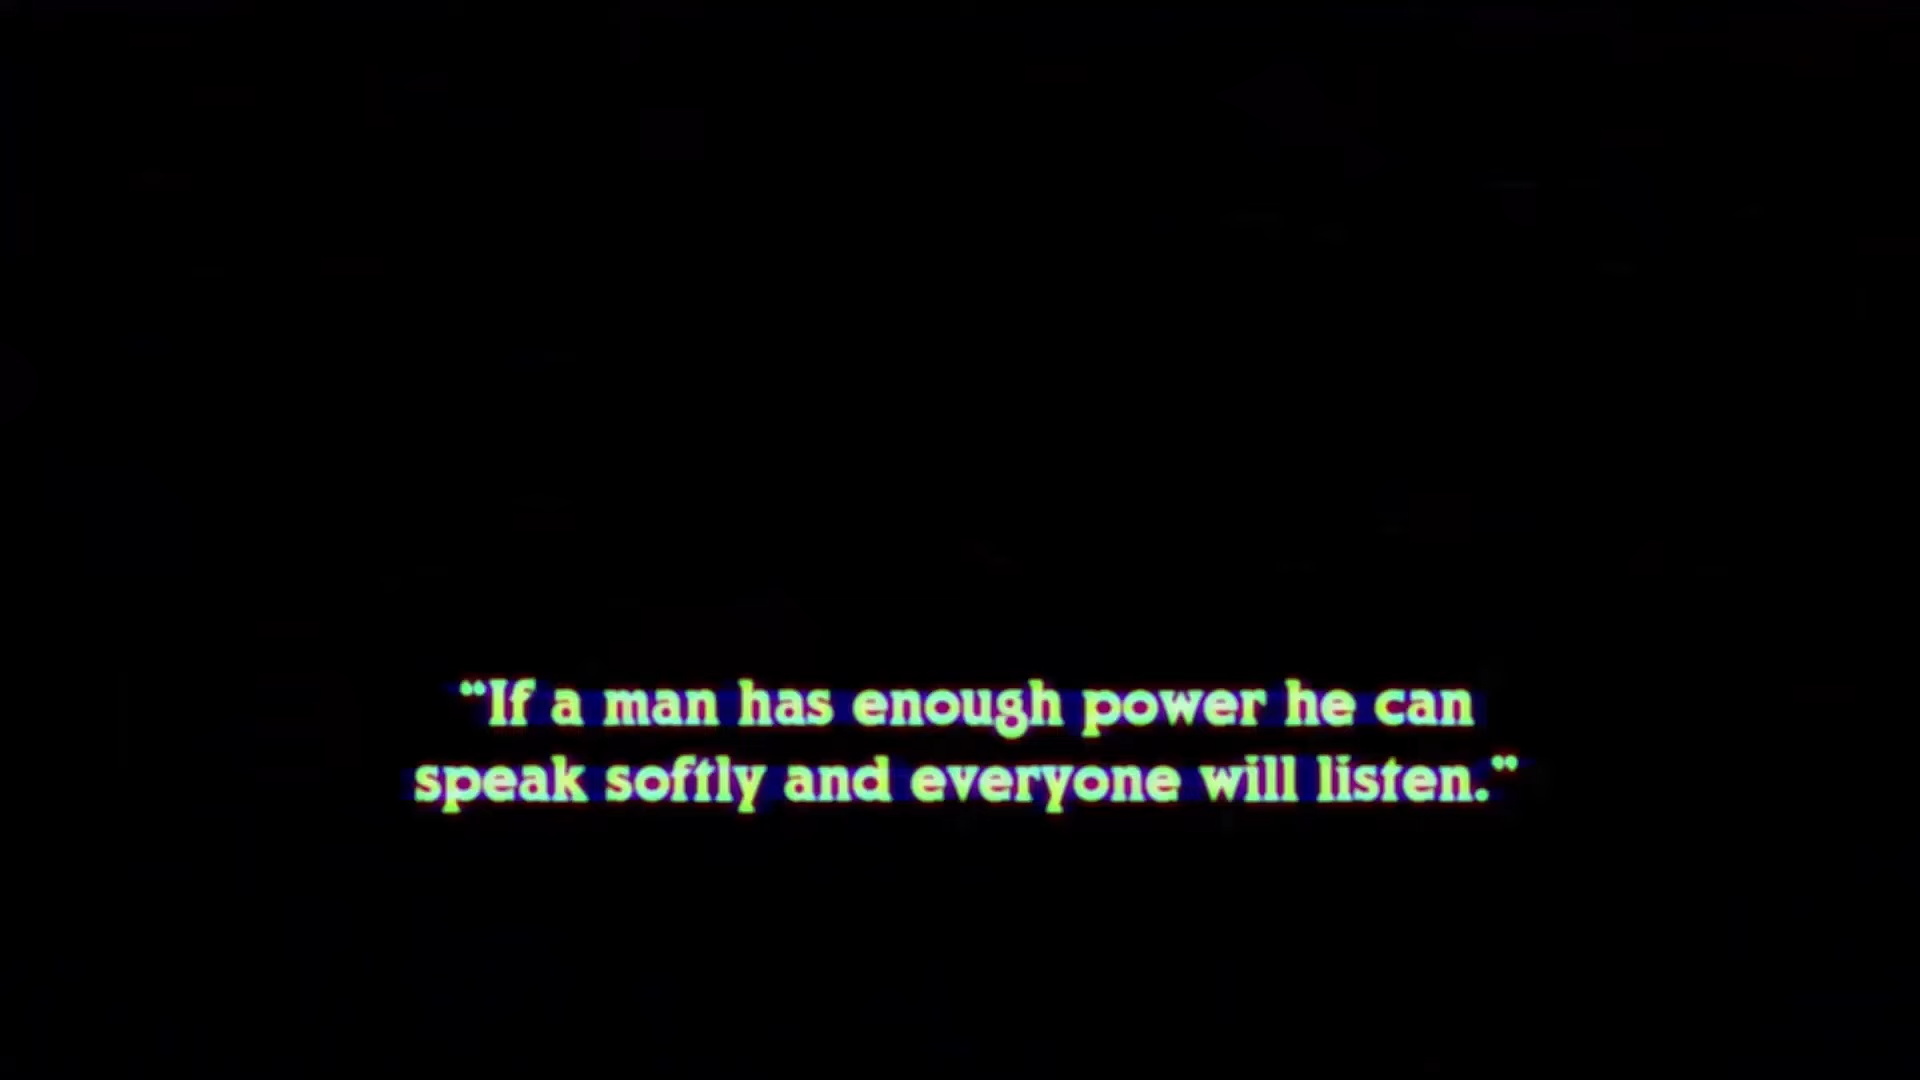 “If a man has enough power he can
speak softly and everyone will listen.”